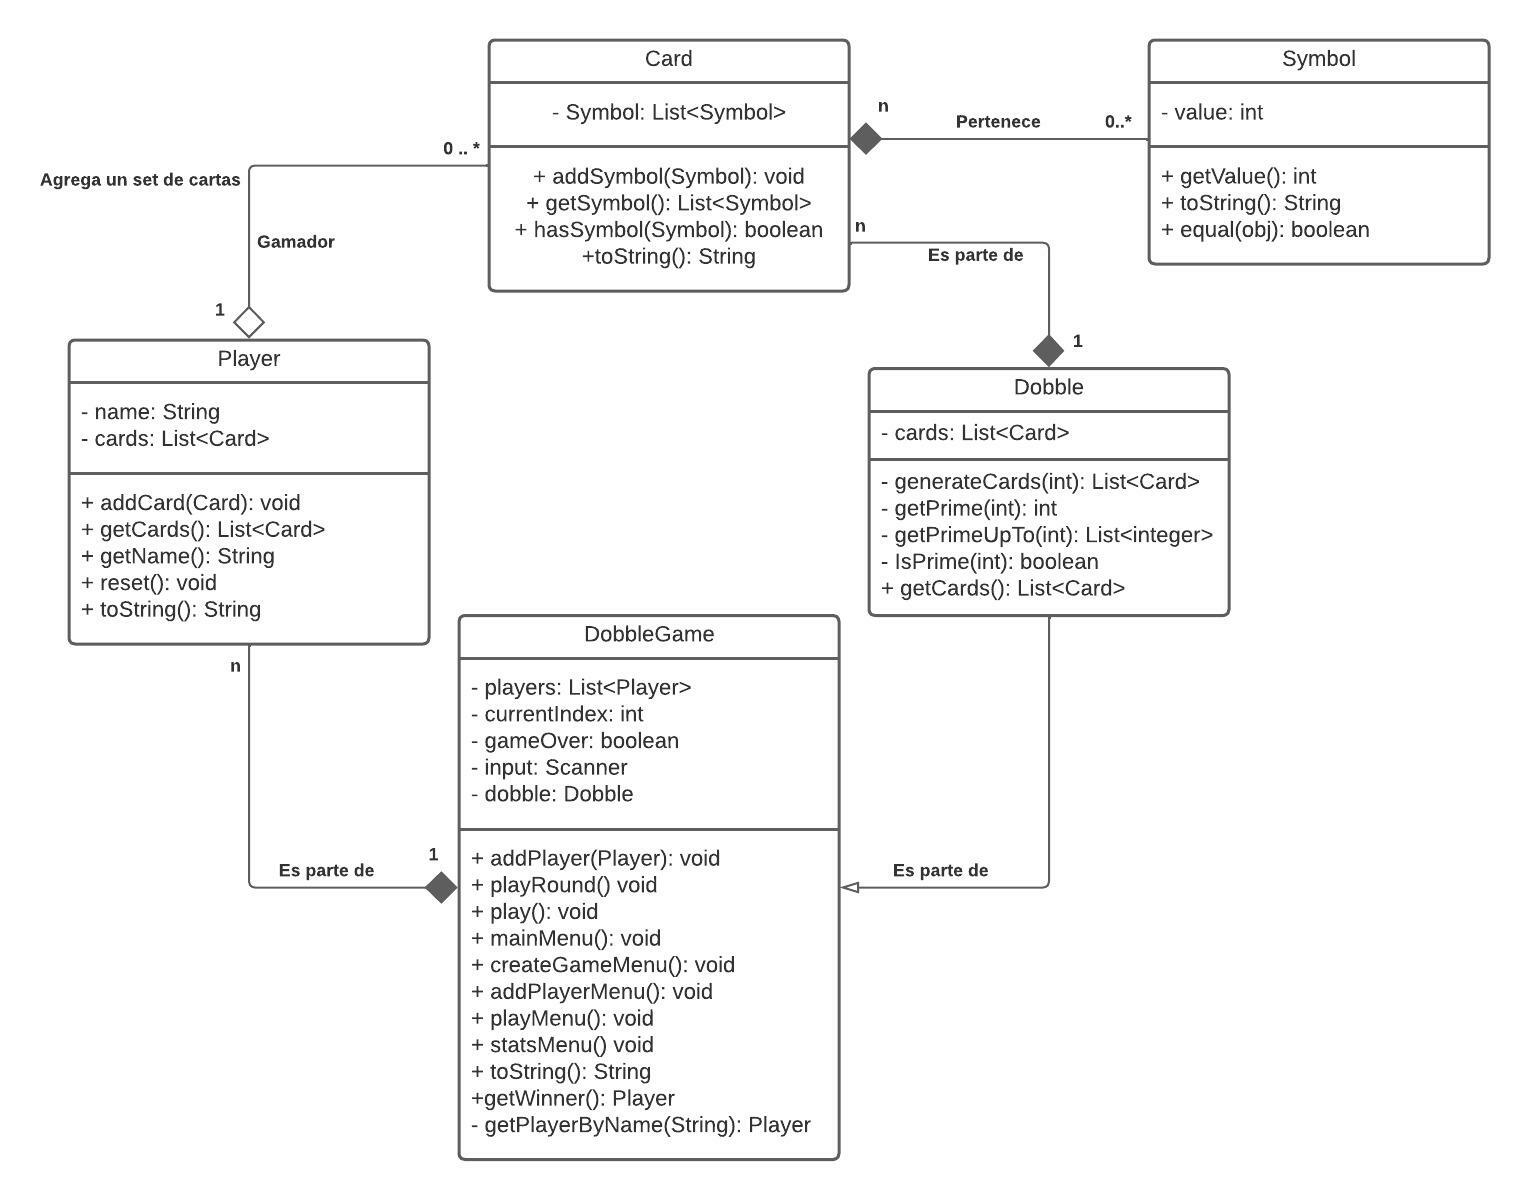 Card
- Symbol: List<Symbol>
+ addSymbol(Symbol): void
+ getSymbol(): List<Symbol>
+ hasSymbol(Symbol): boolean
+toString(): String
n
Pertenece
0..*
Symbol
- value: int
+ getValue(): int
+ toString(): String
+ equal(obj): boolean
0 .. *
Agrega un set de cartas
Gamador
1
n
Es parte de
1
Player
- name: String
- cards: List<Card>
+ addCard(Card): void
+ getCards(): List<Card>
+ getName(): String
+ reset(): void
+ toString(): String
Dobble
- cards: List<Card>
- generateCards(int): List<Card>
- getPrime(int): int
- getPrimeUpTo(int): List<integer>
- IsPrime(int): boolean
+ getCards(): List<Card>
n
Es parte de
1
DobbleGame
- players: List<Player>
- currentIndex: int
- gameOver: boolean
- input: Scanner
- dobble: Dobble
+ addPlayer(Player): void
+ playRound() void
+ play(): void
+ mainMenu(): void
+ createGameMenu(): void
+ addPlayerMenu(): void
+ playMenu(): void
+ statsMenu() void
+ toString(): String
+getWinner(): Player
- getPlayerByName(String): Player
Es parte de